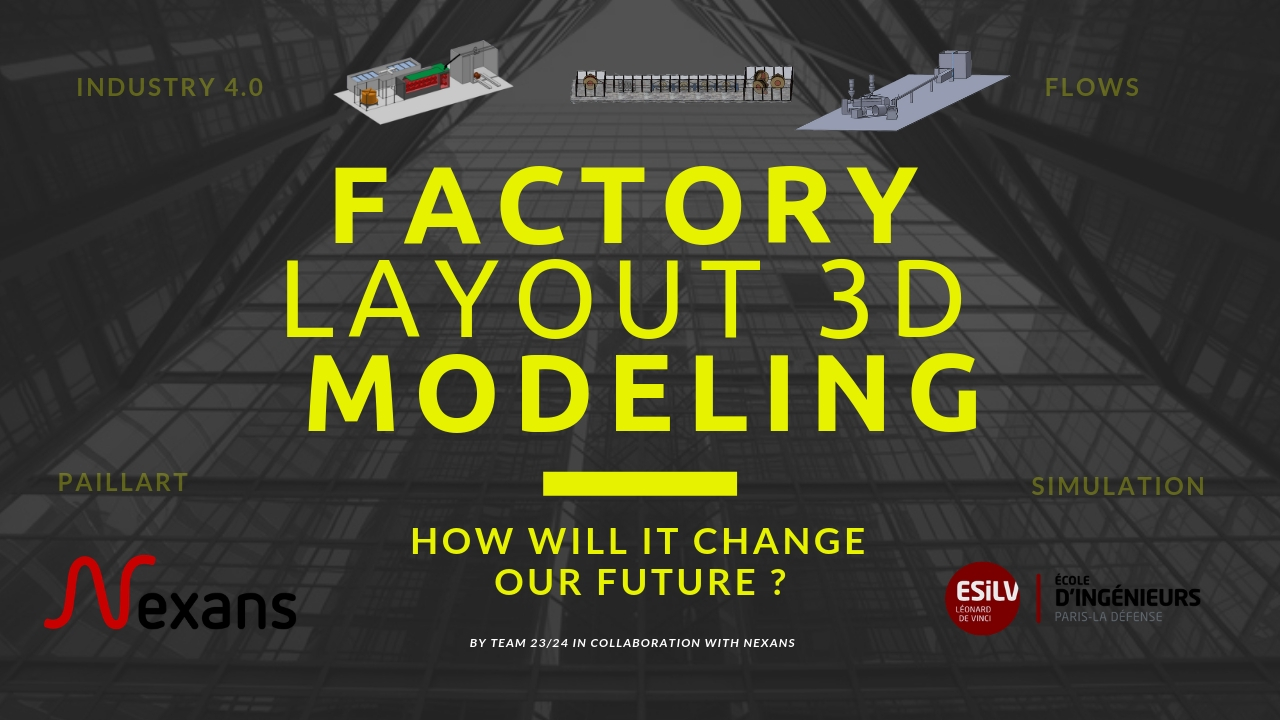 INDUSTRY 4.0
FLOWS
FACTORY
LAYOUT 3D
MODELING
PAILLART
SIMULATION
HOW WILL IT CHANGE
OUR FUTURE ?
Nexans
ESiLV
LÉONARD
DE VINCI
ÉCOLE
D'INGÉNIEURS
PARIS-LA DÉFENSE
BY TEAM 23/24 IN COLLABORATION WITH NEXANS